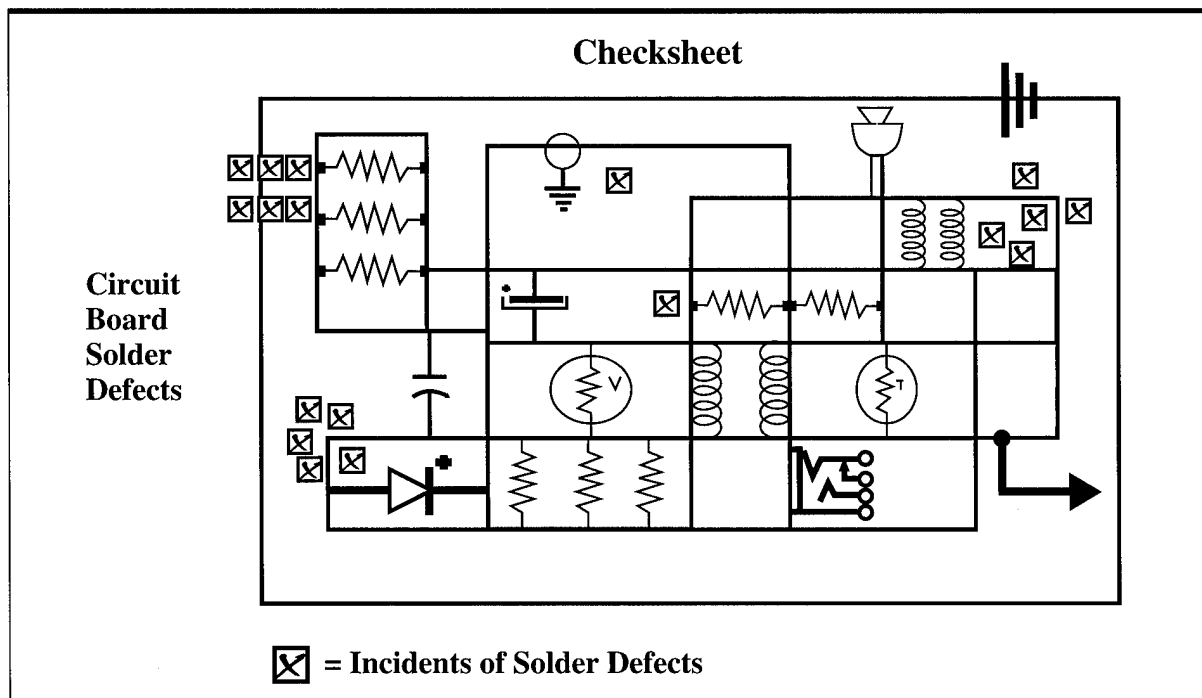 Checksheet
Circuit
Board
Solder
Defects
V
T
= Incidents of Solder Defects